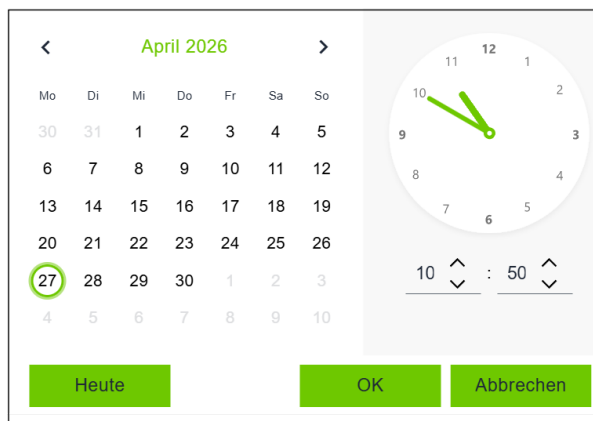 April 2026
Mo Di Mi Do Fr Sa So
30 31 1 2 3 4 5
6 7 8 9 10 11 12
13 14 15 16 17 18 19
20 21 22 23 24 25 26
27 28 29 30 1 2 3
4 5 6 7 8 9 10
12
11 1
10 2
9 3
8 4
7 5
6
10 : 50
Heute OK Abbrechen